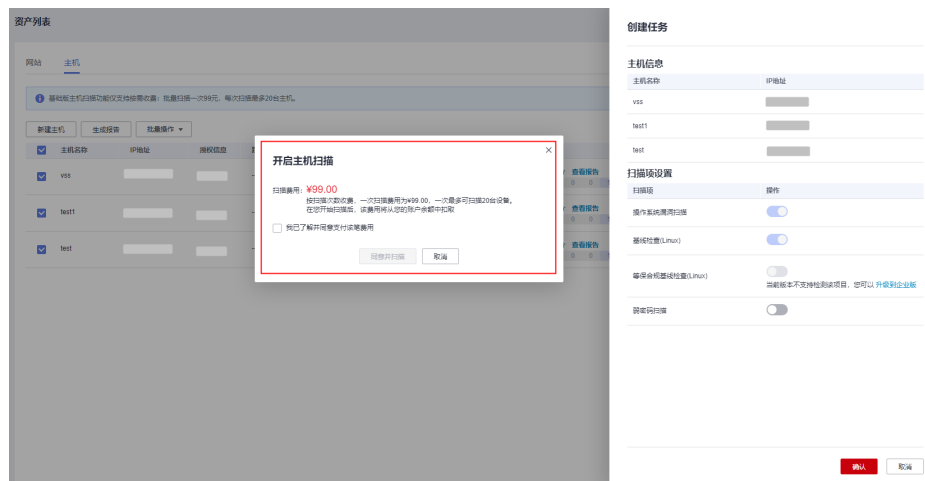 资产列表
网站 主机
基础版主机扫描功能仅支持按需收费：批量扫描一次99元，每次扫描最多20台主机。
新建主机 生成报告 批量操作
主机名称 IP地址 授权信息
vss 查看报告
0 0
test1 查看报告
0 0
test 查看报告
0 0
开启主机扫描
扫描费用：¥99.00
按扫描次数收费，一次扫描费用为¥99.00，一次最多可扫描20台设备。
在您开始扫描后，该费用将从您的账户余额中扣取
我已了解并同意支付该笔费用
同意并扫描 取消
创建任务
主机信息
主机名称 IP地址
vss
test1
test
扫描项设置
扫描项 操作
操作系统漏洞扫描
基线检查(Linux)
等保合规基线检查(Linux)
当前版本不支持检测该项目，您可以 升级到企业版
弱密码扫描
确认 取消